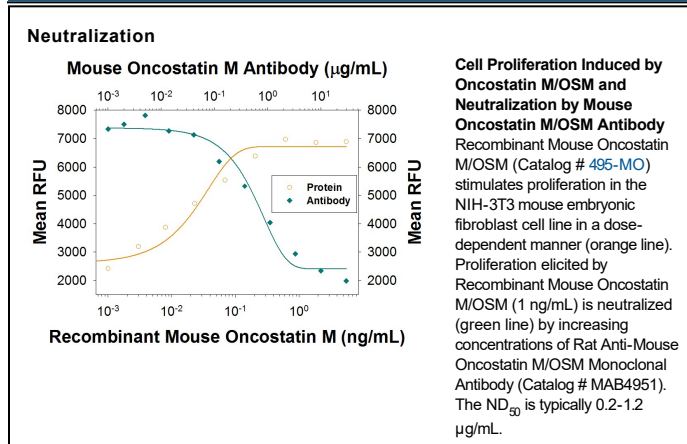 Neutralization
Mouse Oncostatin M Antibody (µg/mL)
10⁻³ 10⁻² 10⁻¹ 10⁰ 10¹
8000 8000
7000 7000
6000 6000
5000 5000
4000 4000
3000 3000
2000 2000
Mean RFU
Mean RFU
Protein
Antibody
10⁻³ 10⁻² 10⁻¹ 10⁰
Recombinant Mouse Oncostatin M (ng/mL)
Cell Proliferation Induced by
Oncostatin M/OSM and
Neutralization by Mouse
Oncostatin M/OSM Antibody
Recombinant Mouse Oncostatin
M/OSM (Catalog # 495-MO)
stimulates proliferation in the
NIH-3T3 mouse embryonic
fibroblast cell line in a dose-
dependent manner (orange line).
Proliferation elicited by
Recombinant Mouse Oncostatin
M/OSM (1 ng/mL) is neutralized
(green line) by increasing
concentrations of Rat Anti-Mouse
Oncostatin M/OSM Monoclonal
Antibody (Catalog # MAB4951).
The ND₅₀ is typically 0.2-1.2
µg/mL.